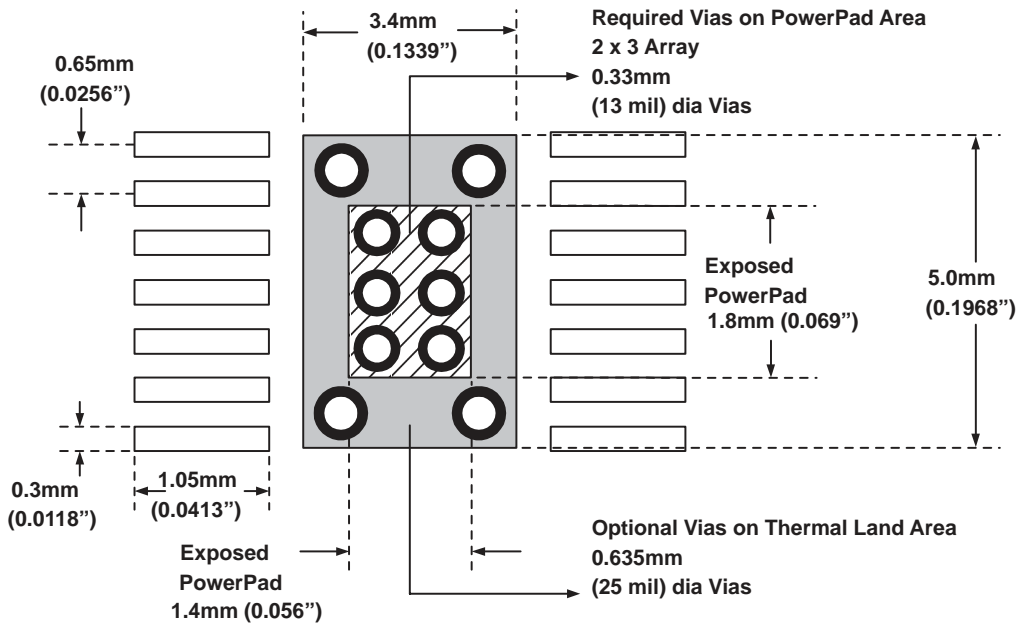 3.4mm
(0.1339”)
Required Vias on PowerPad Area
2 x 3 Array
0.33mm
(13 mil) dia Vias
0.65mm
(0.0256”)
Exposed
PowerPad
1.8mm (0.069”)
5.0mm
(0.1968”)
0.3mm
(0.0118”)
1.05mm
(0.0413”)
Exposed
PowerPad
1.4mm (0.056”)
Optional Vias on Thermal Land Area
0.635mm
(25 mil) dia Vias